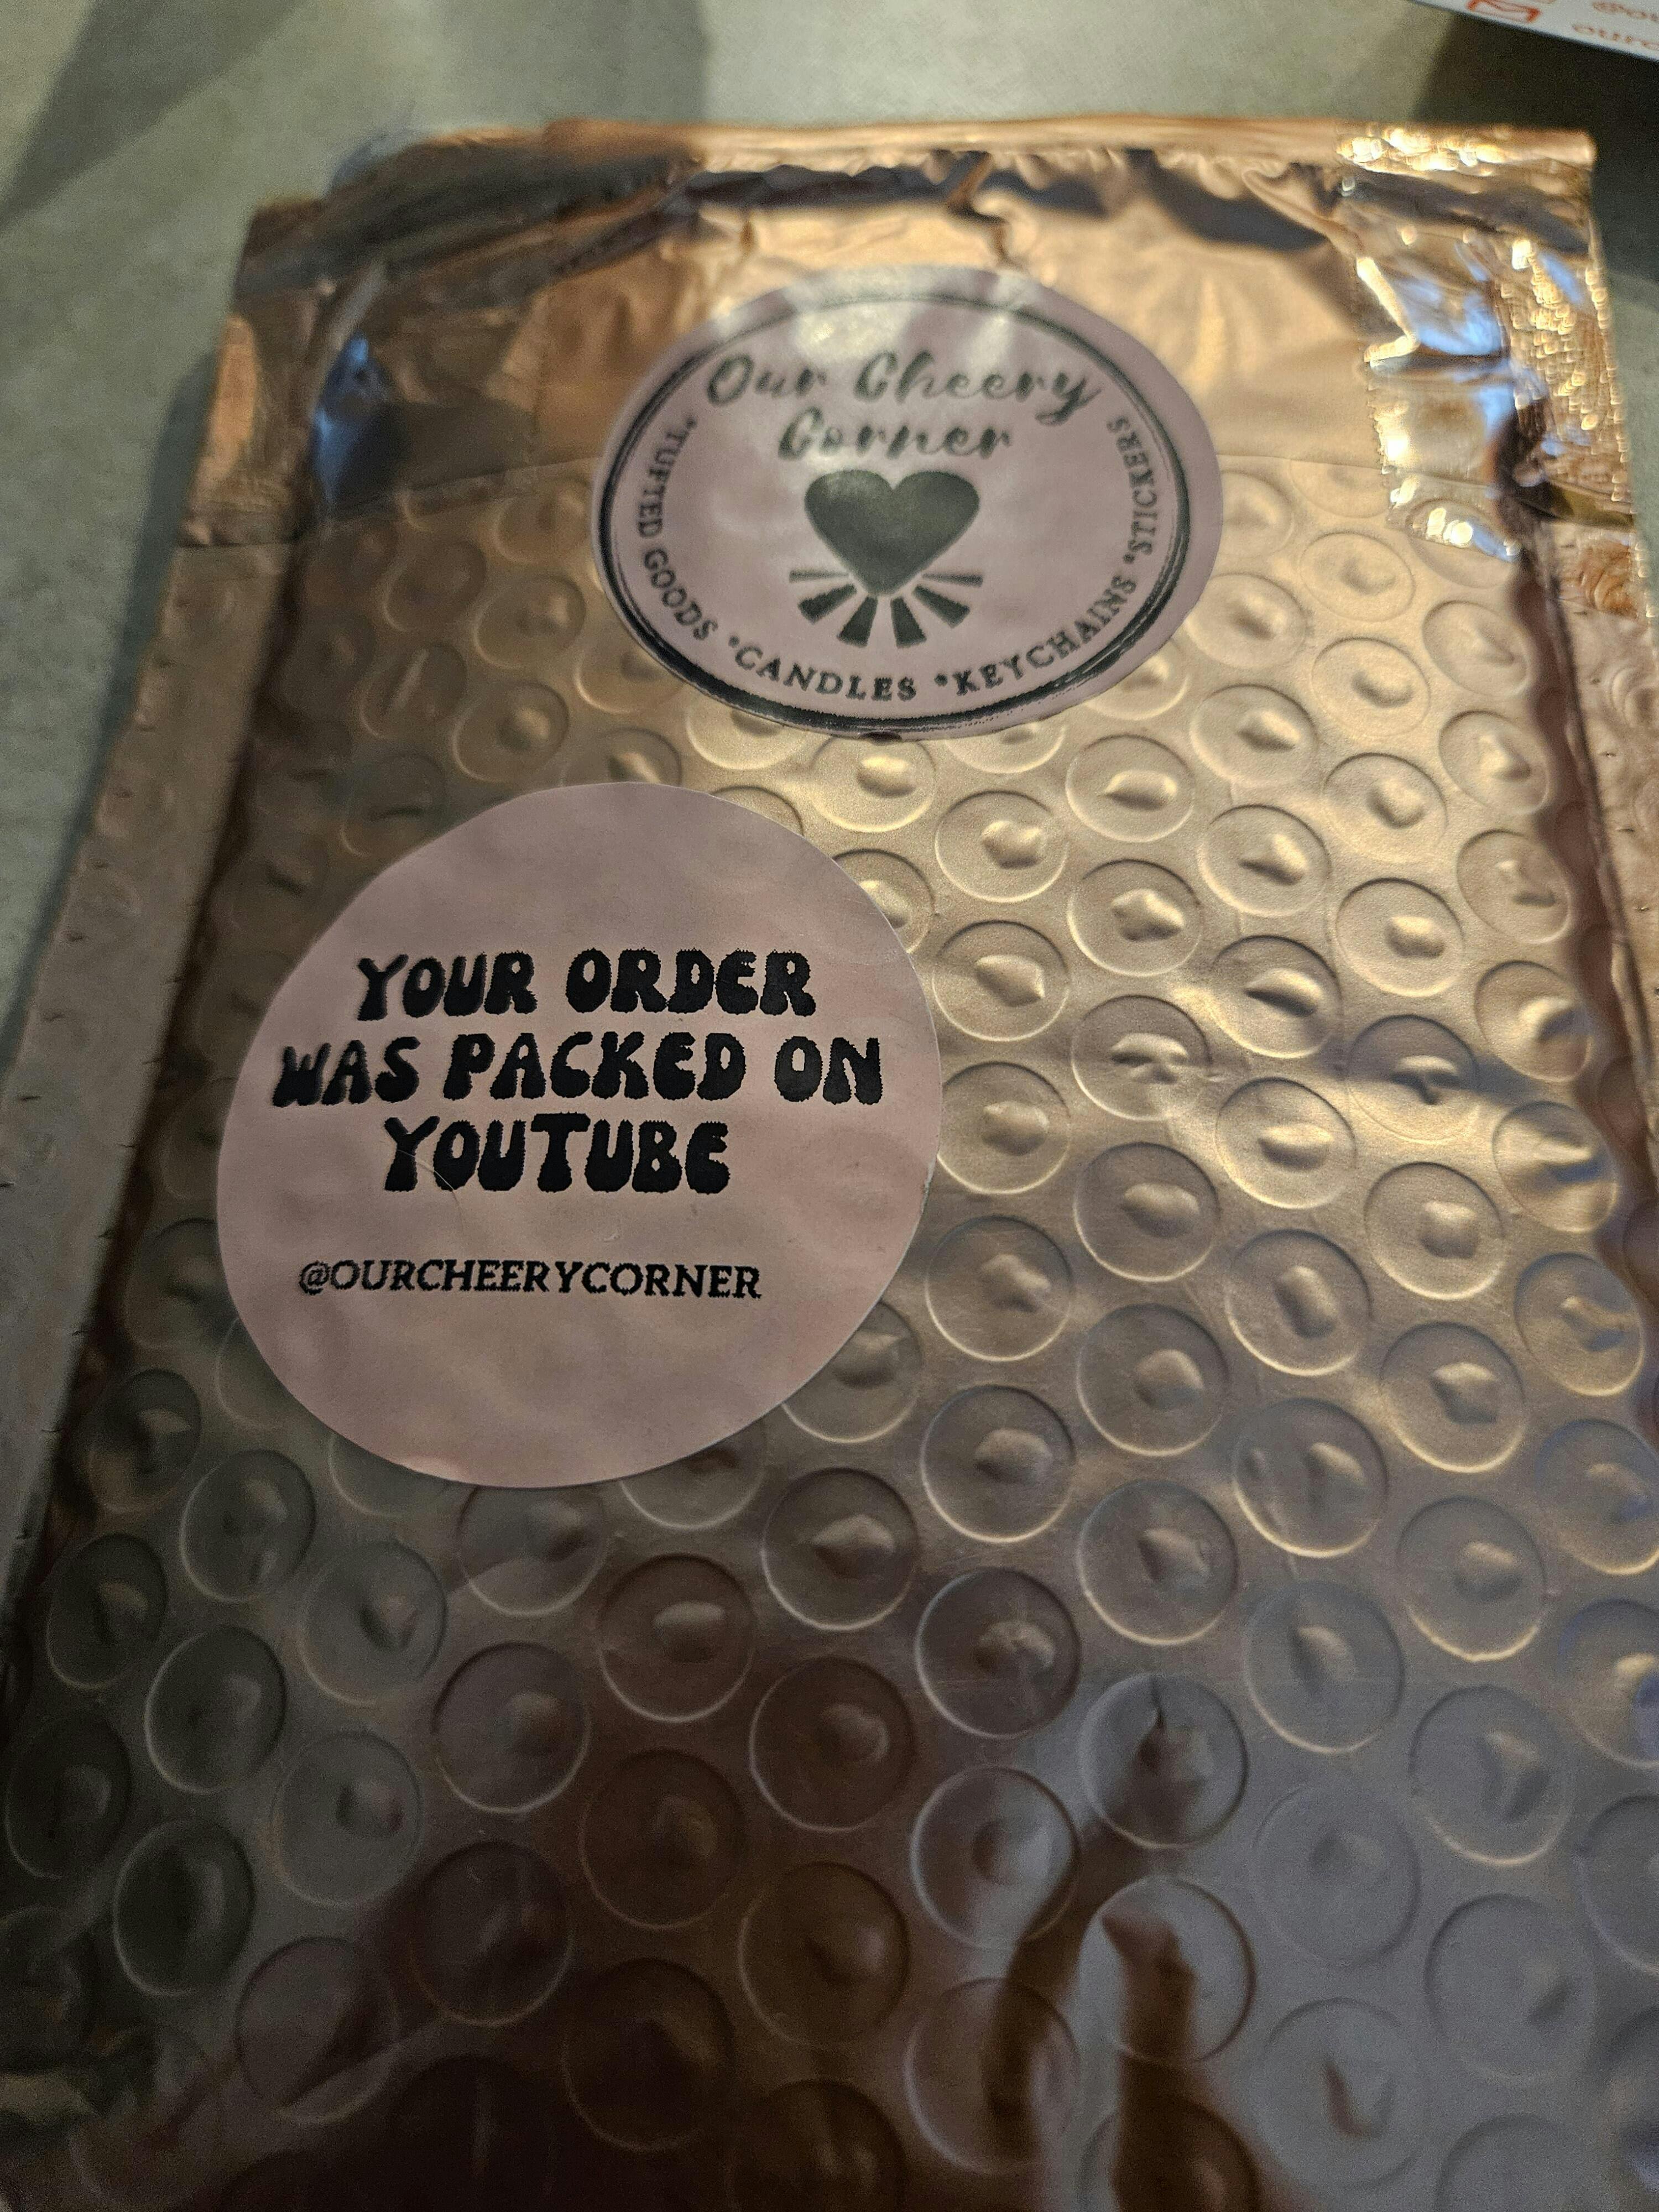 Our Cheery
Corner
*TUFTED GOODS *CANDLES *KEYCHAINS *STICKERS
YOUR ORDER
WAS PACKED ON
YOUTUBE
@OURCHEERYCORNER